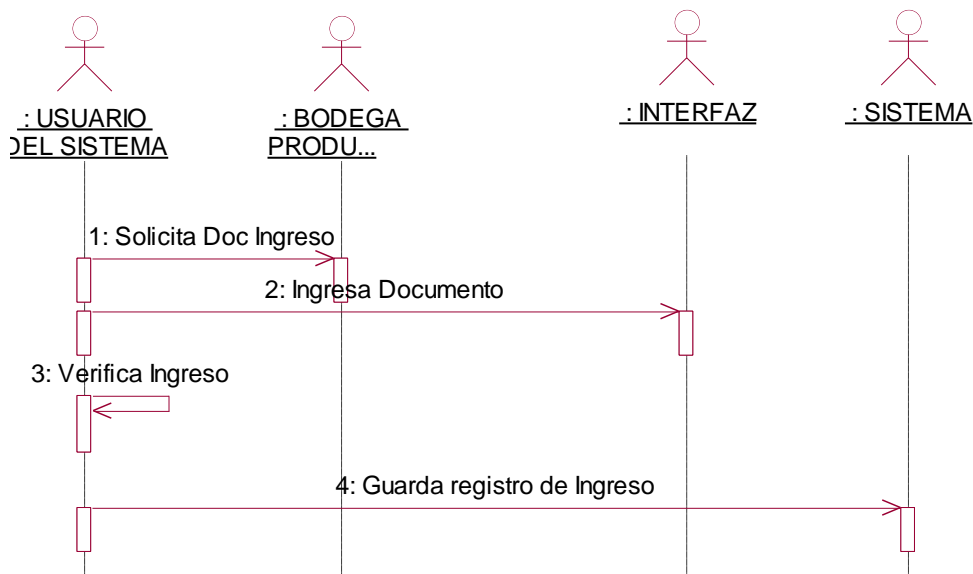 : USUARIO
DEL SISTEMA
: BODEGA
PRODU...
: INTERFAZ
: SISTEMA
1: Solicita Doc Ingreso
2: Ingresa Documento
3: Verifica Ingreso
4: Guarda registro de Ingreso